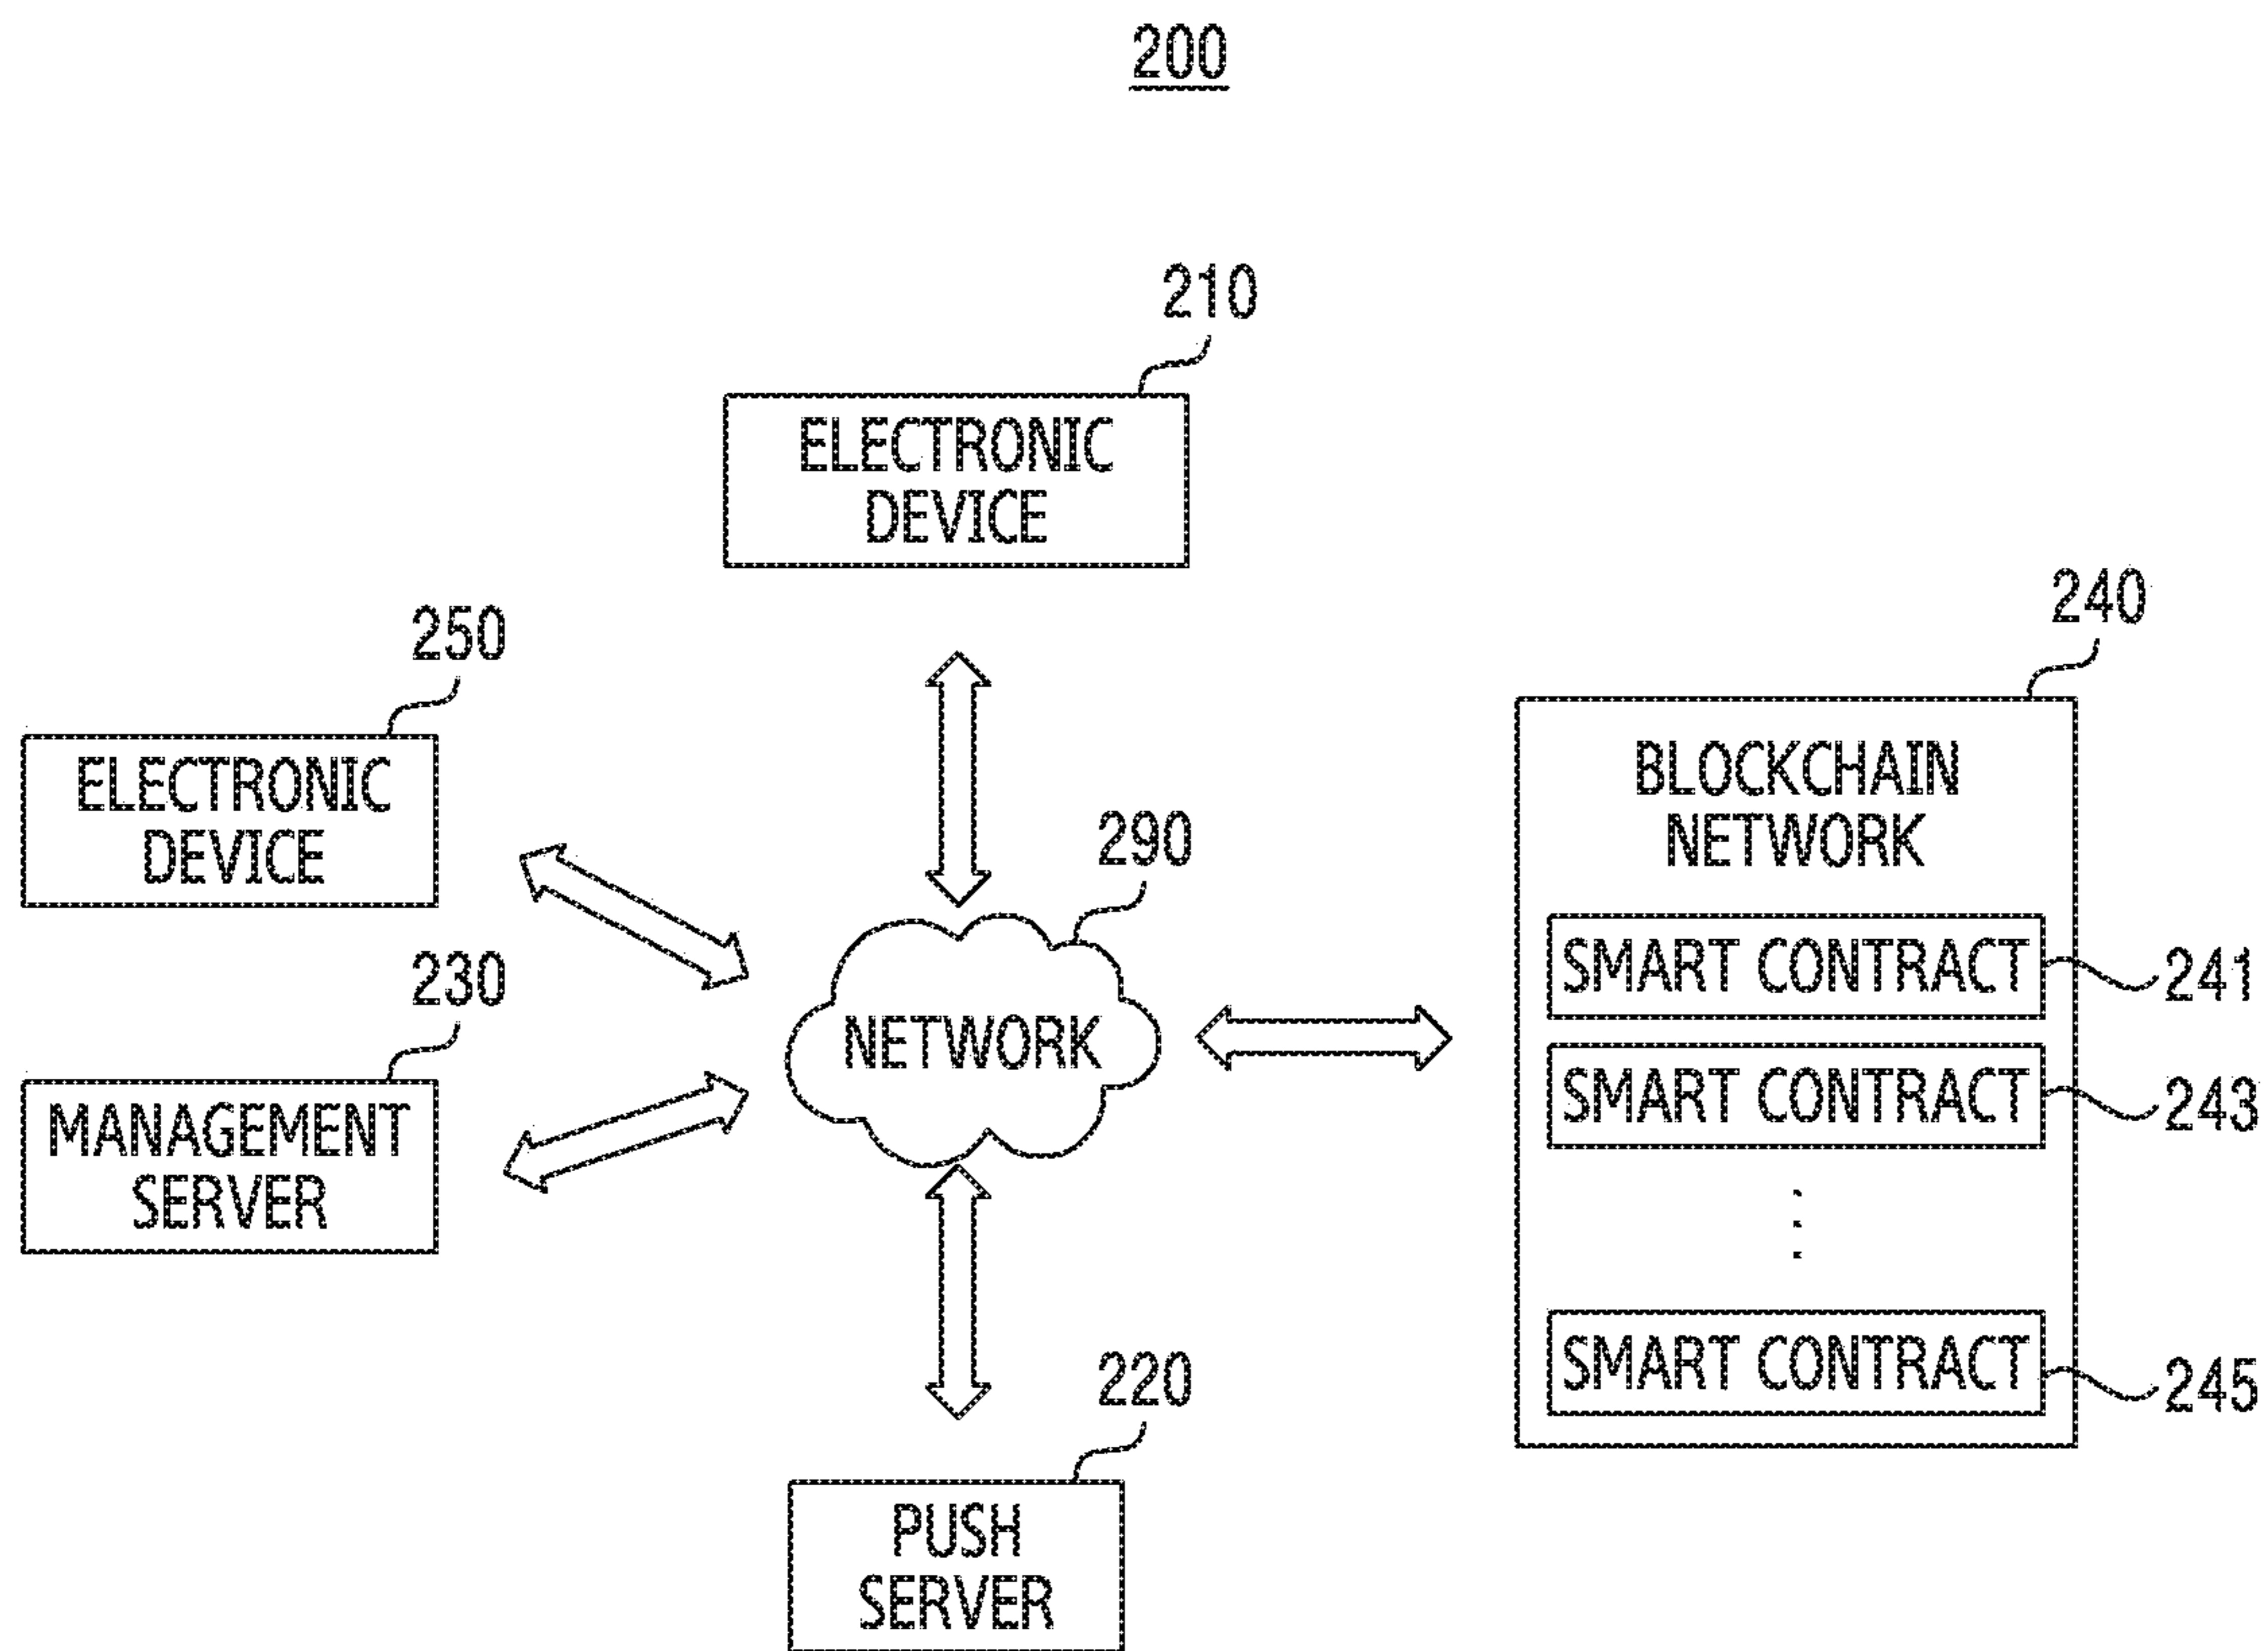 200
210
ELECTRONIC
DEVICE
250
ELECTRONIC
DEVICE
230
MANAGEMENT
SERVER
290
NETWORK
220
PUSH
SERVER
240
BLOCKCHAIN
NETWORK
SMART CONTRACT
241
SMART CONTRACT
243
SMART CONTRACT
245